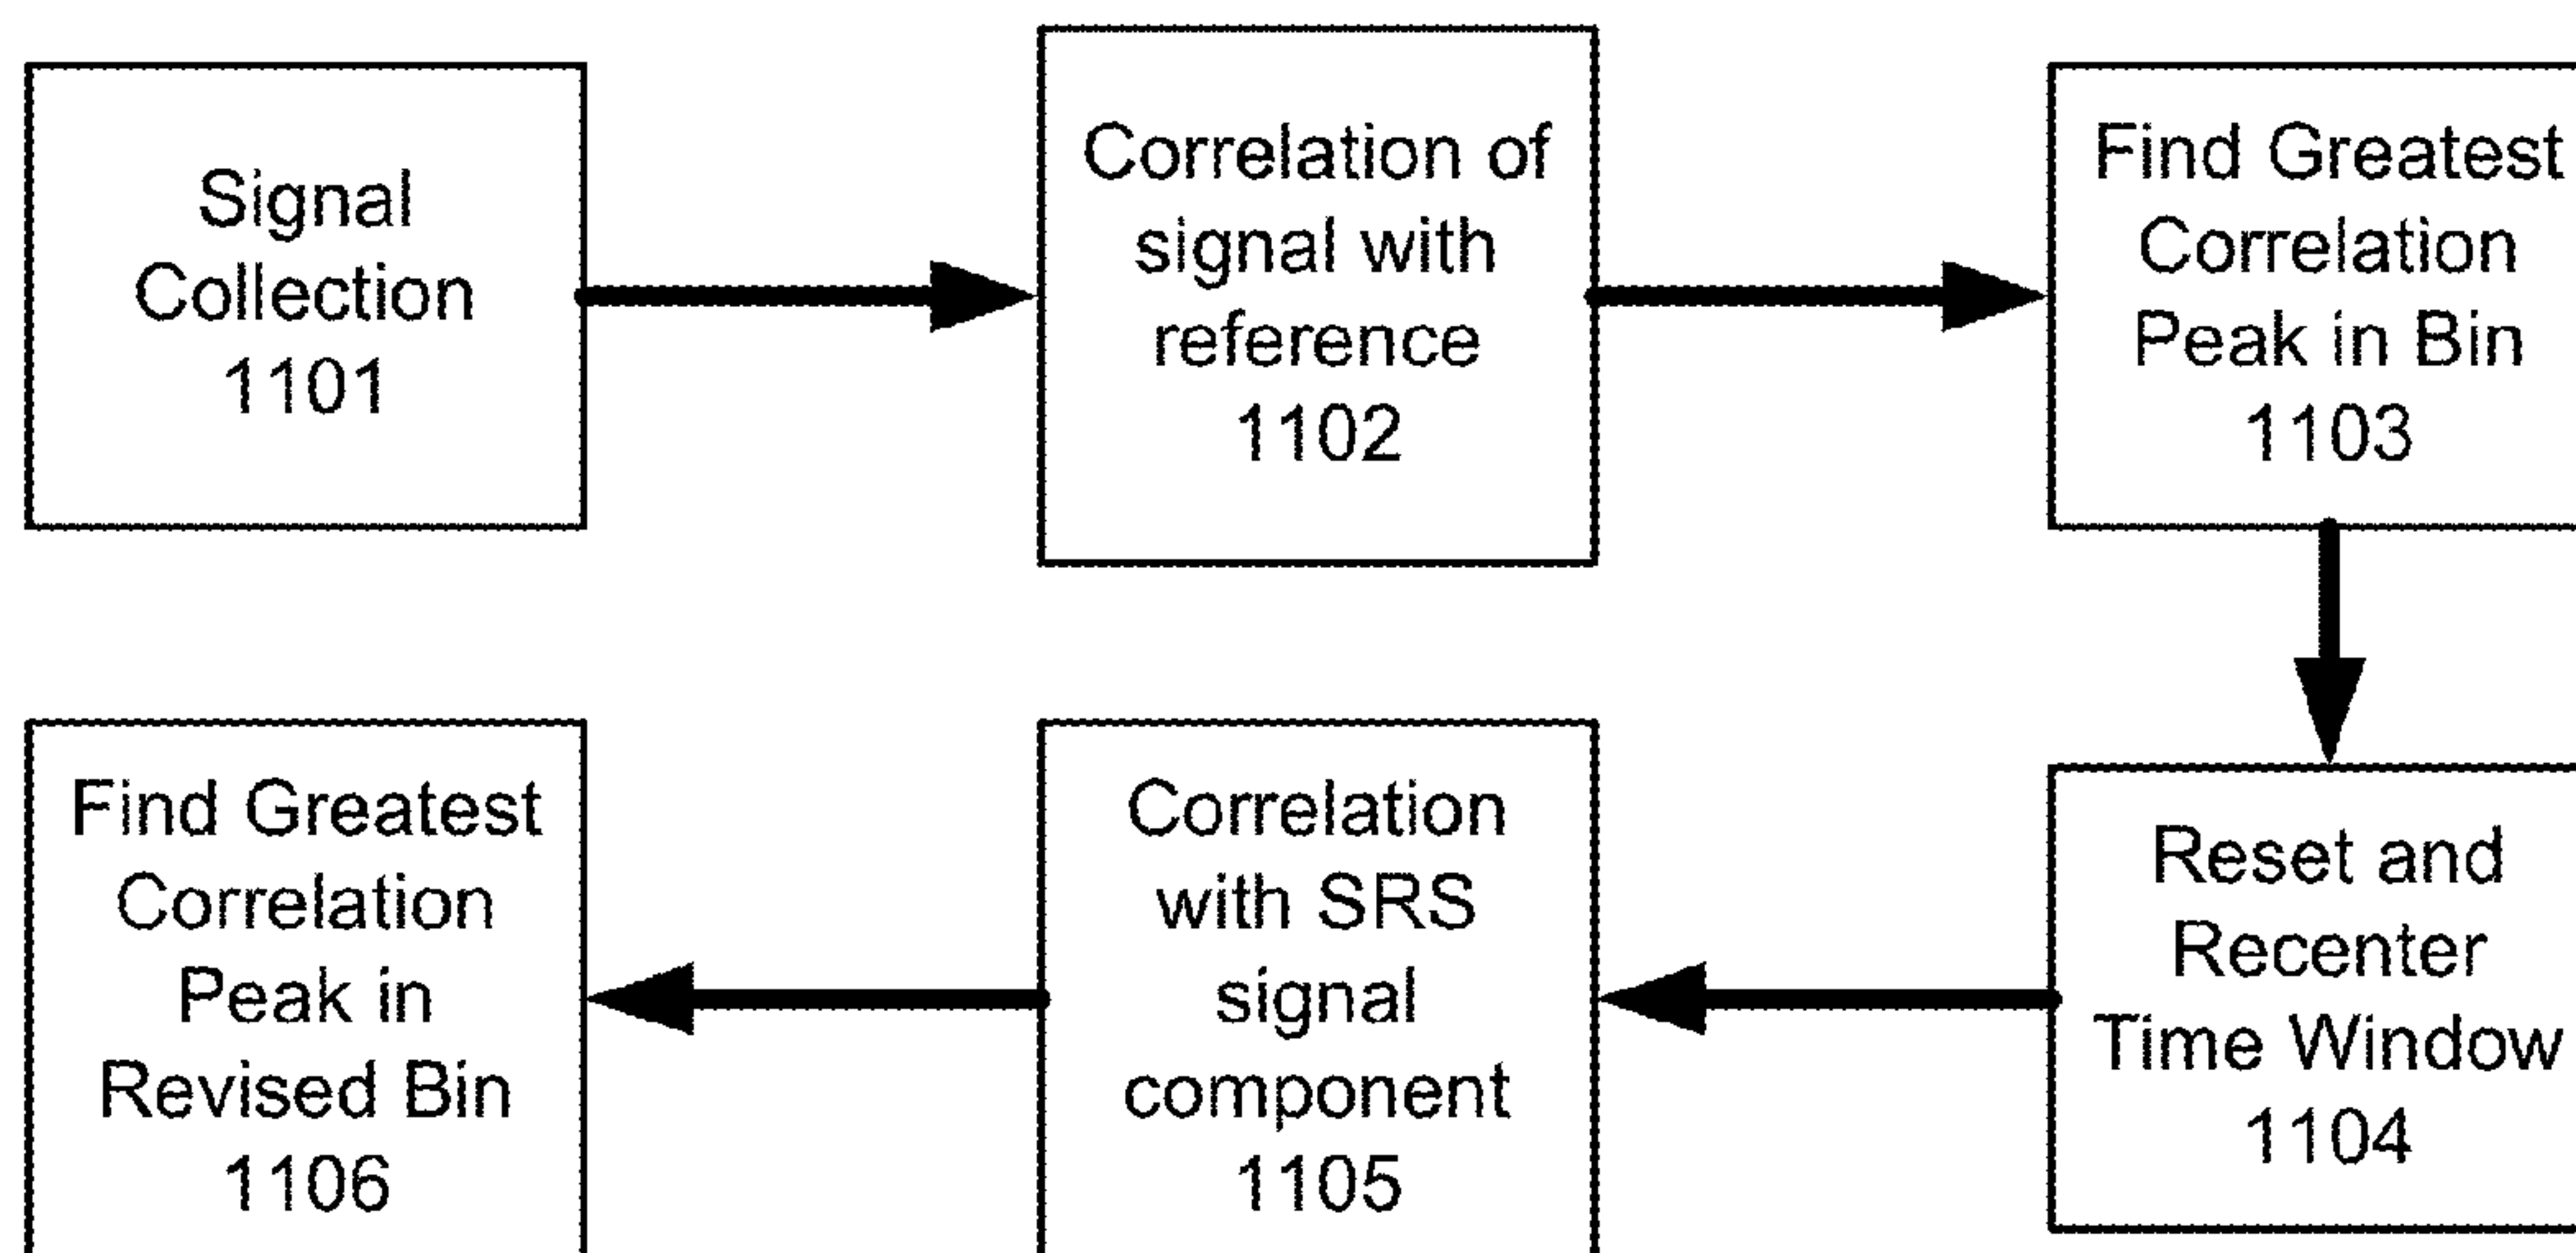 Signal
Collection
1101
Correlation of
signal with
reference
1102
Find Greatest
Correlation
Peak in Bin
1103
Reset and
Recenter
Time Window
1104
Correlation
with SRS
signal
component
1105
Find Greatest
Correlation
Peak in
Revised Bin
1106